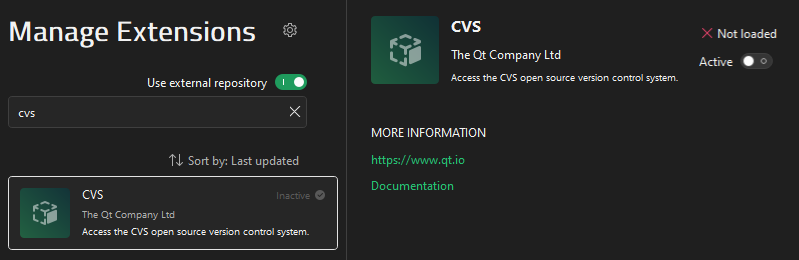 Manage Extensions
Use external repository
cvs
Sort by: Last updated
CVS
Inactive
The Qt Company Ltd
Access the CVS open source version control system.
CVS
Not loaded
The Qt Company Ltd
Active
Access the CVS open source version control system.
MORE INFORMATION
https://www.qt.io
Documentation